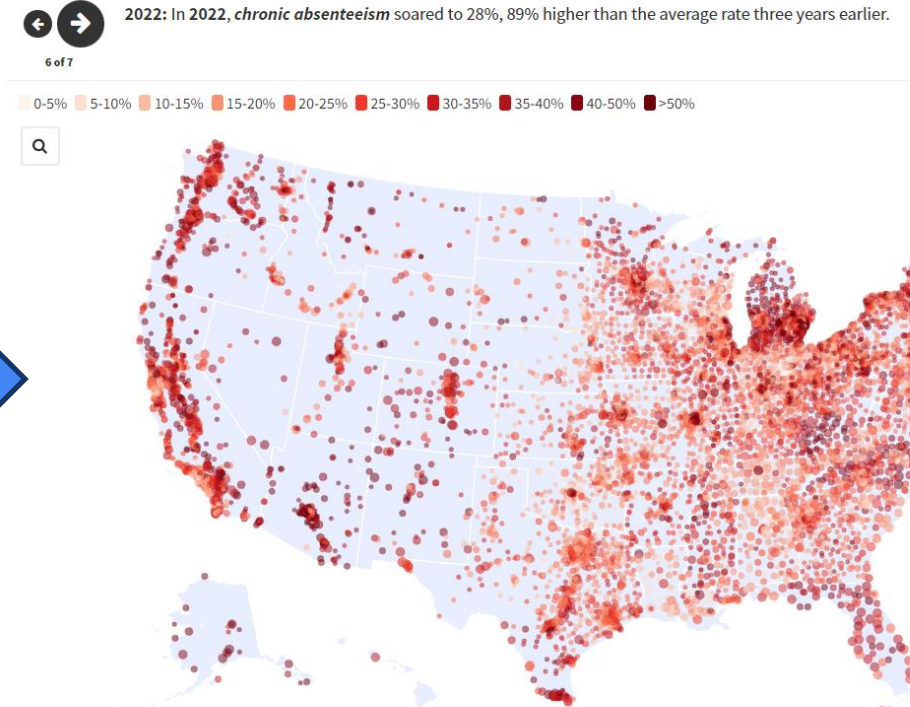 2022: In 2022, chronic absenteeism soared to 28%, 89% higher than the average rate three years earlier.
6 of 7
0-5% 5-10% 10-15% 15-20% 20-25% 25-30% 30-35% 35-40% 40-50% >50%